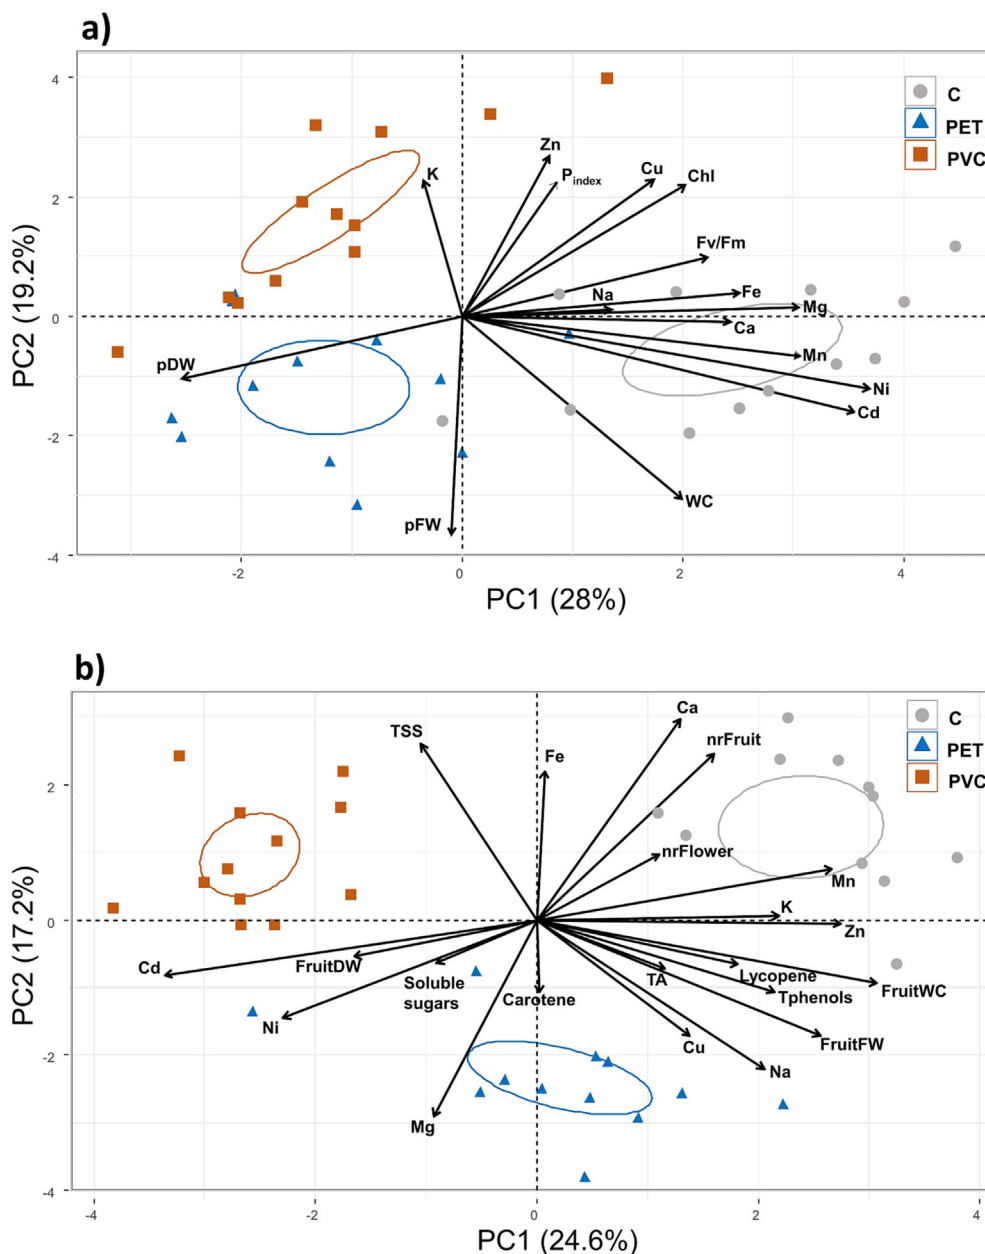 a)
C
PET
PVC
Zn
P index
Cu
Chl
K
Fv/Fm
Na
Fe
Mg
Ca
Mn
Ni
Cd
pDW
WC
pFW
4
2
0
-2
-4
-2
0
2
4
PC2 (19.2%)
PC1 (28%)
b)
C
PET
PVC
TSS
Ca
nrFruit
Fe
nrFlower
Mn
K
Zn
Cd
FruitDW
Soluble
sugars
Carotene
TA
Lycopene
Tphenols
FruitWC
Ni
Cu
FruitFW
Na
Mg
2
0
-2
-4
-4
-2
0
2
4
PC2 (17.2%)
PC1 (24.6%)